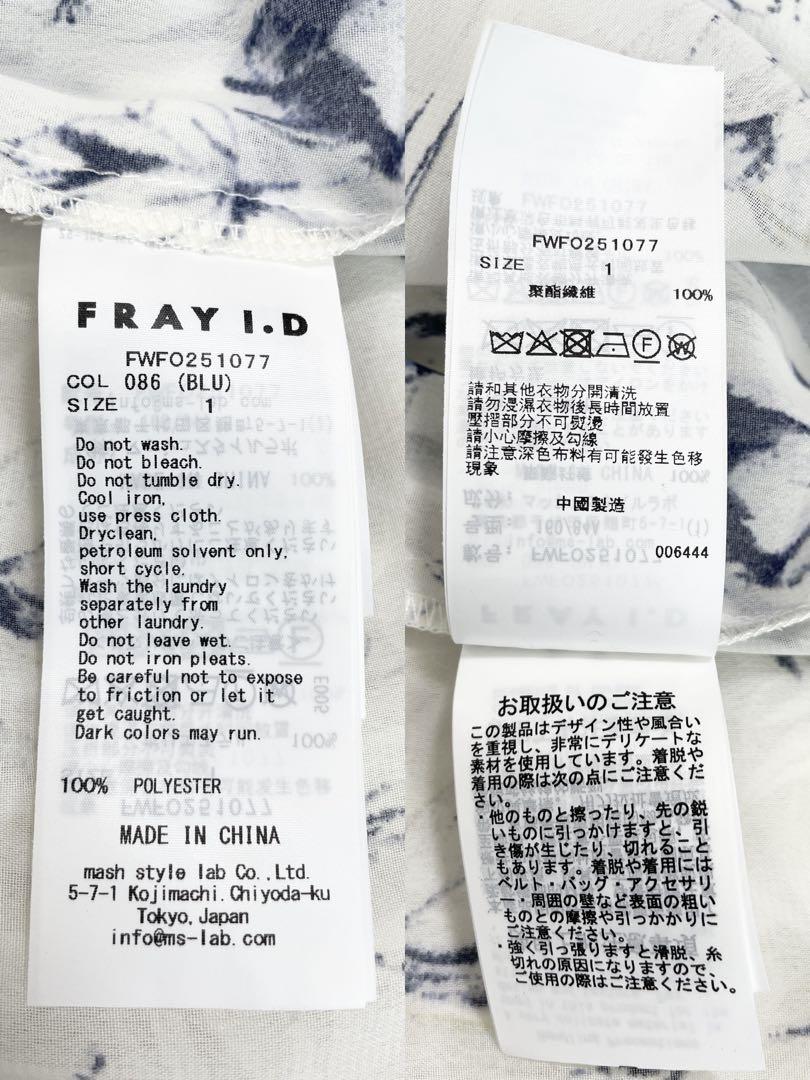 FRAY I.D
FWFO251077
COL 086 (BLU)
SIZE 1
Do not wash.
Do not bleach.
Do not tumble dry.
Cool iron,
use press cloth.
Dryclean,
petroleum solvent only,
short cycle.
Wash the laundry
separately from
other laundry.
Do not leave wet.
Do not iron pleats.
Be careful not to expose
to friction or let it
get caught.
Dark colors may run.
100% POLYESTER
MADE IN CHINA
mash style lab Co.,Ltd.
5-7-1 Kojimachi.Chiyoda-ku
Tokyo,Japan
info@ms-lab.com
FWFO251077
SIZE 1
聚酯纖維 100%
F W
請和其他衣物分開清洗
請勿浸濕衣物後長時間放置
壓摺部分不可熨燙
請小心摩擦及勾線
請注意深色布料有可能發生色移
現象
中國製造
006444
お取扱いのご注意
この製品はデザイン性や風合い
を重視し、非常にデリケートな
素材を使用しています。着脱や
着用の際は次の点にご注意くだ
さい。
・他のものと擦ったり、先の鋭
いものに引っかけますと、引
き傷が生じたり、切れること
もあります。着脱や着用には
ベルト・バッグ・アクセサリ
ー・周囲の壁など表面の粗い
ものとの摩擦や引っかかりに
ご注意ください。
・強く引っ張りますと滑脱、糸
切れの原因になりますので、
ご使用の際はご注意ください。